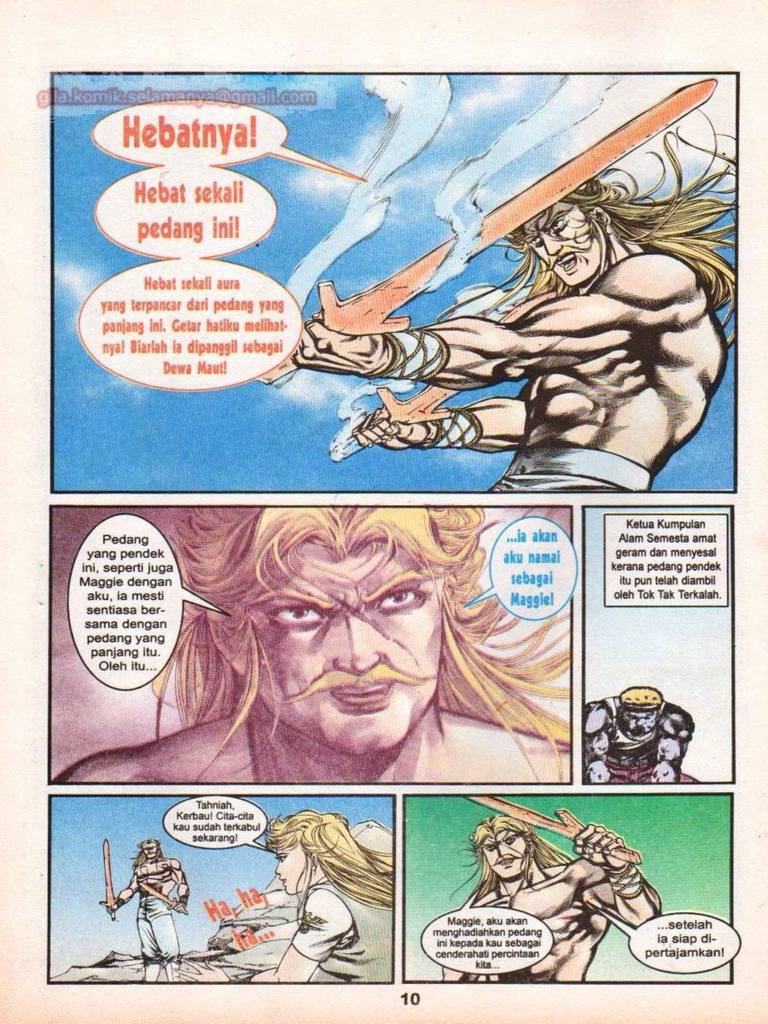 gila.komik.selamanya@gmail.com
Hebatnya!
Hebat sekali
pedang ini!
Hebat sekali aura
yang terpancar dari pedang yang
panjang ini. Getar hatiku melihat-
nya! Biarlah ia dipanggil sebagai
Dewa Maut!
Pedang
yang pendek
ini, seperti juga
Maggie dengan
aku, ia mesti
sentiasa ber-
sama dengan
pedang yang
panjang itu.
Oleh itu...
...ia akan
aku namai
sebagai
Maggie!
Ketua Kumpulan
Alam Semesta amat
geram dan menyesal
kerana pedang pendek
itu pun telah diambil
oleh Tok Tak Terkalah.
Tahniah,
Kerbau! Cita-cita
kau sudah terkabul
sekarang!
Ha, ha,
ha...
Maggie, aku akan
menghadiahkan pedang
ini kepada kau sebagai
cenderahati percintaan
kita...
...setelah
ia siap di-
pertajamkan!
10